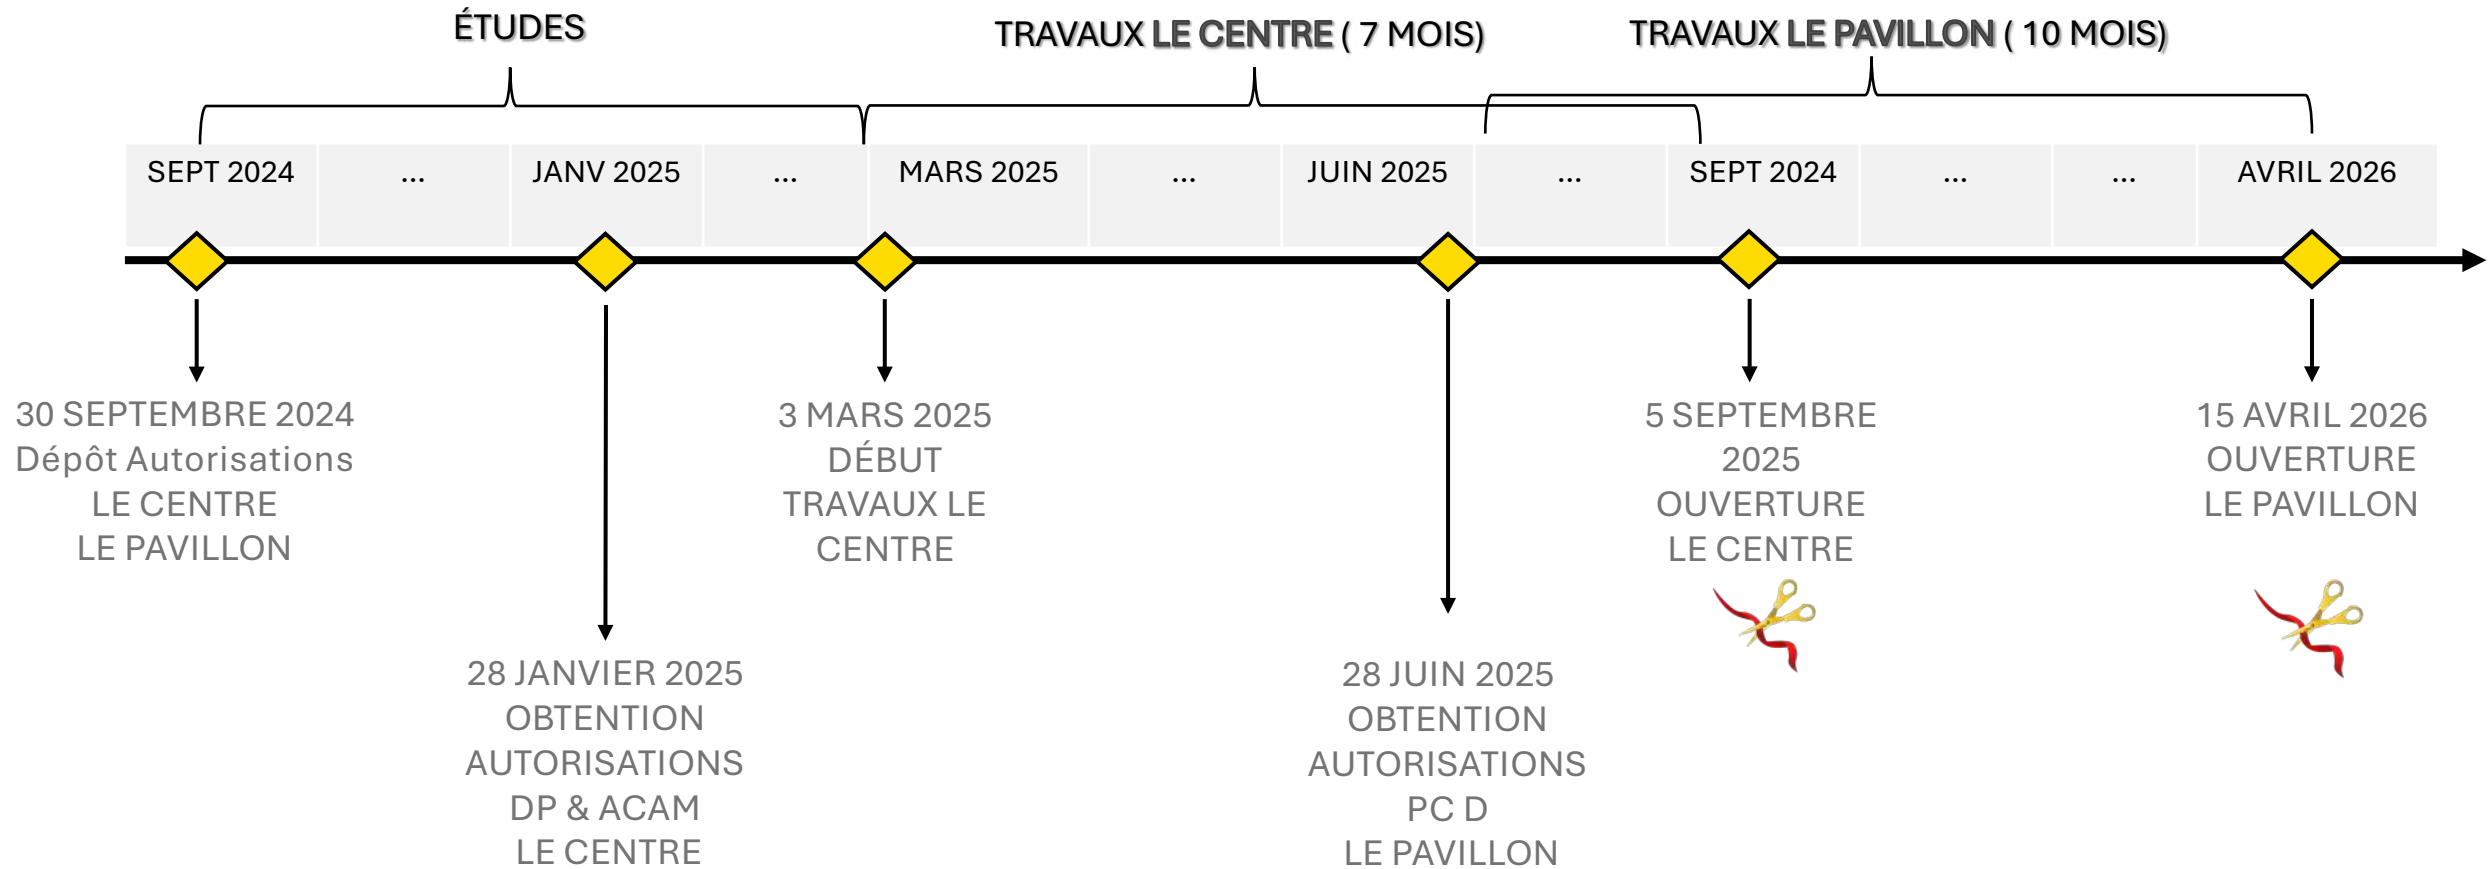 ÉTUDES
TRAVAUX LE CENTRE ( 7 MOIS)
TRAVAUX LE PAVILLON ( 10 MOIS)
SEPT 2024
...
JANV 2025
...
MARS 2025
...
JUIN 2025
...
SEPT 2024
...
...
AVRIL 2026
30 SEPTEMBRE 2024
Dépôt Autorisations
LE CENTRE
LE PAVILLON
28 JANVIER 2025
OBTENTION
AUTORISATIONS
DP & ACAM
LE CENTRE
3 MARS 2025
DÉBUT
TRAVAUX LE
CENTRE
28 JUIN 2025
OBTENTION
AUTORISATIONS
PC D
LE PAVILLON
5 SEPTEMBRE
2025
OUVERTURE
LE CENTRE
15 AVRIL 2026
OUVERTURE
LE PAVILLON